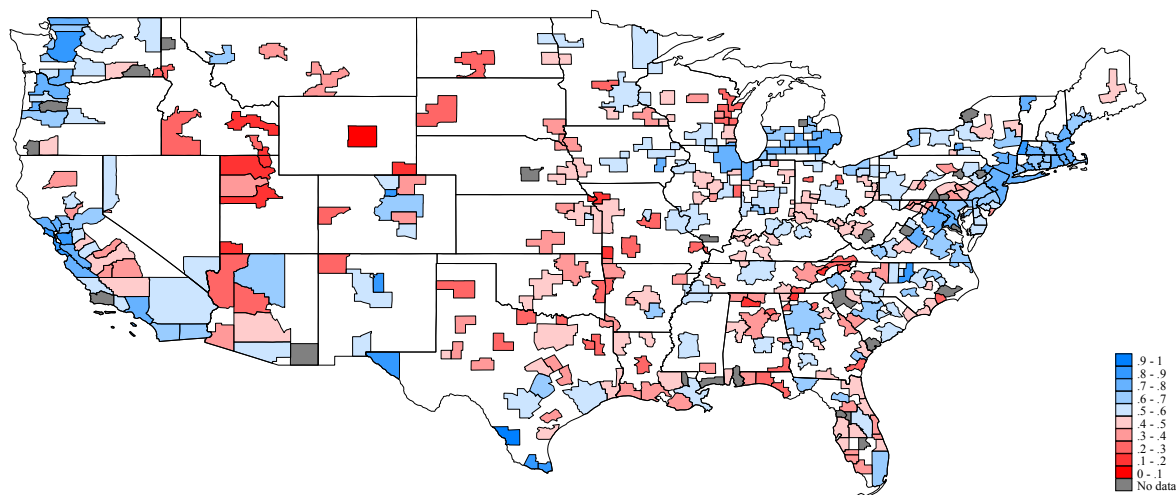 .9 - 1
.8 - .9
.7 - .8
.6 - .7
.5 - .6
.4 - .5
.3 - .4
.2 - .3
.1 - .2
0 - .1
No data